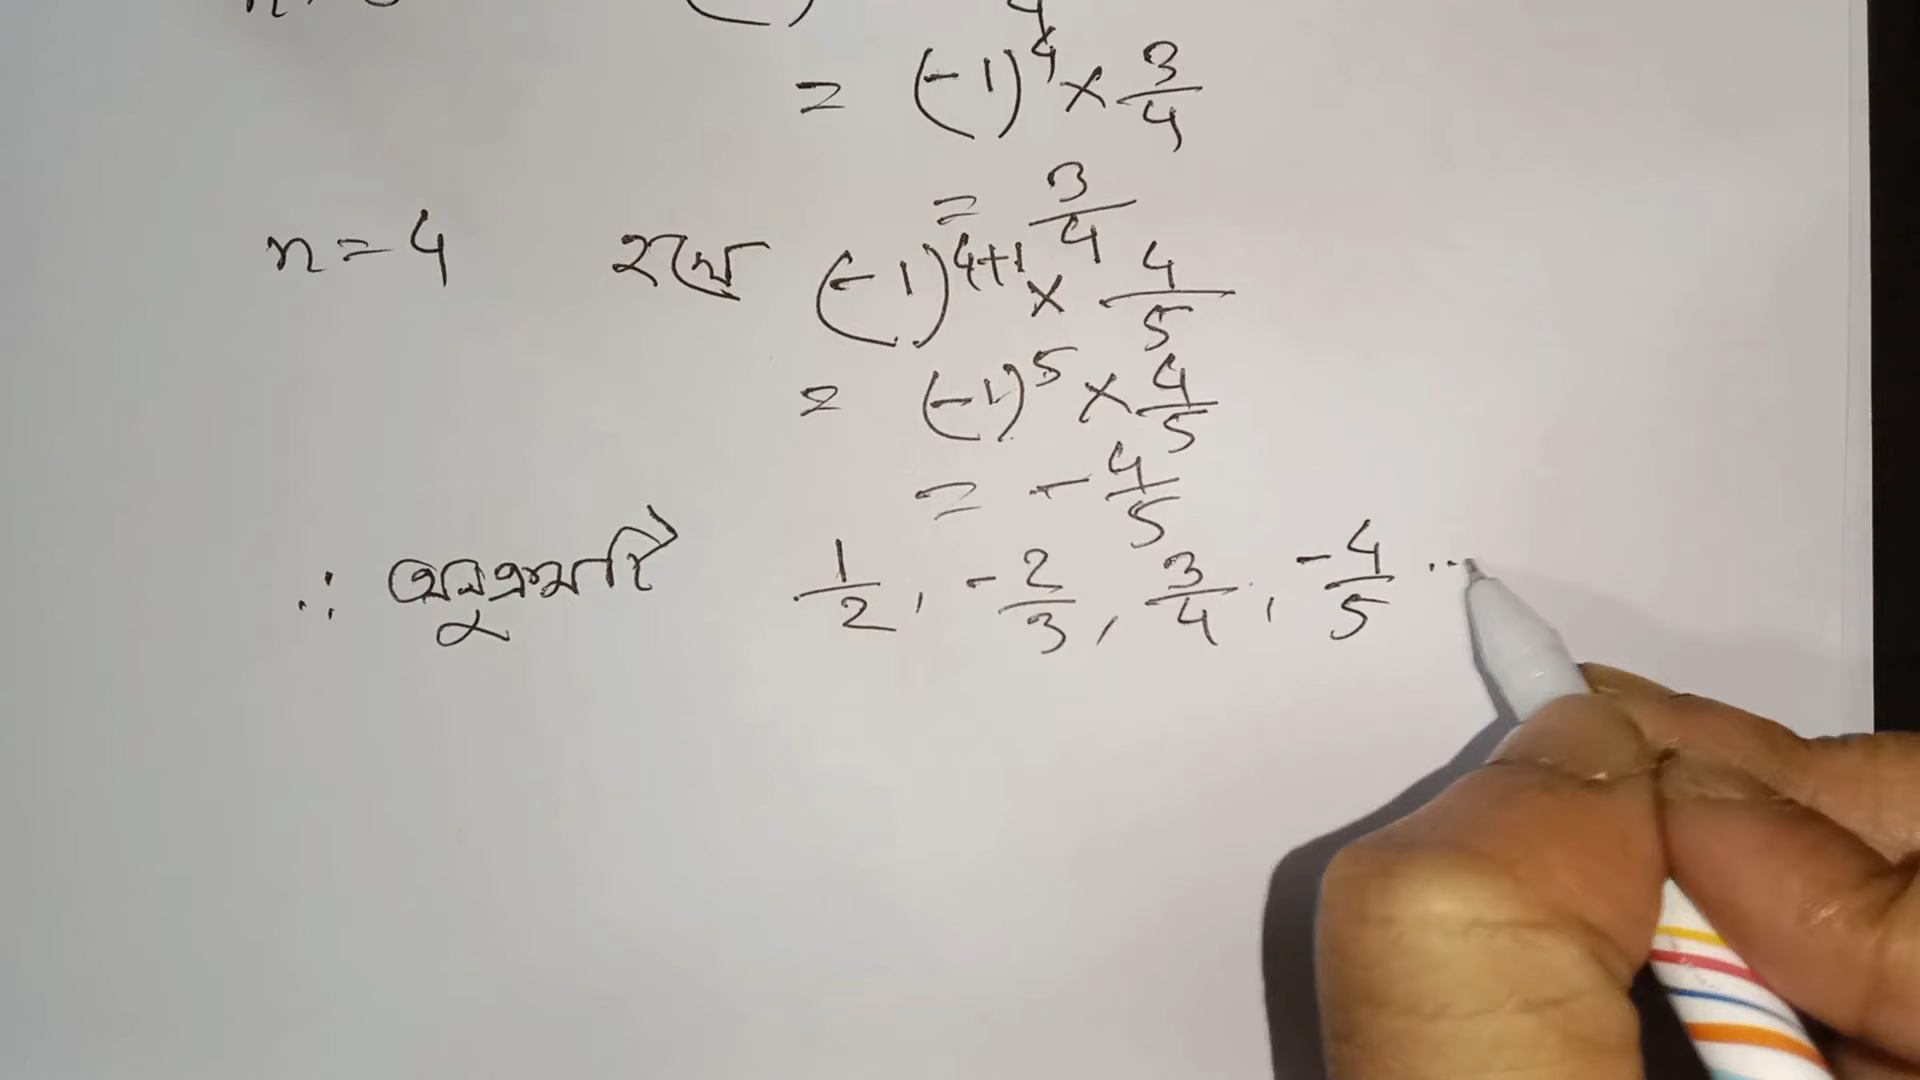 = (-1)^4 × 3/4
= 3/4
n = 4 হলে (-1)^{4+1} × 4/5
= (-1)^5 × 4/5
= -4/5
∴ অনুক্রমটি 1/2, -2/3, 3/4, -4/5 ...